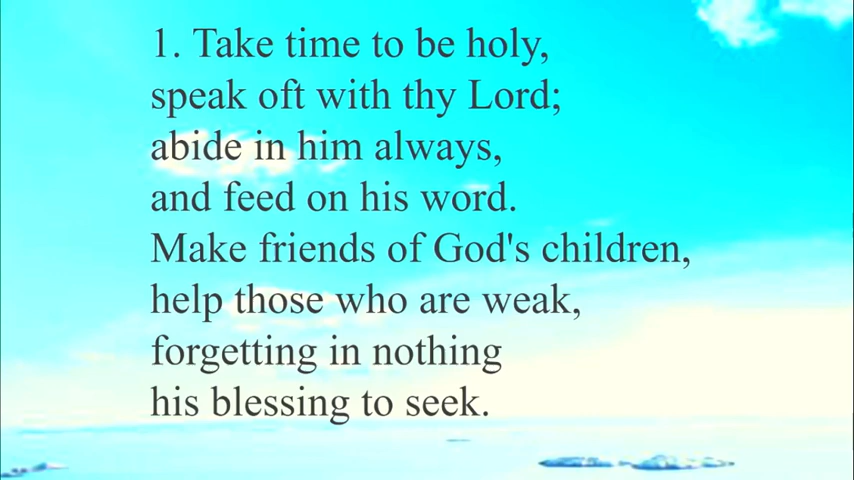 1. Take time to be holy,
speak oft with thy Lord;
abide in him always,
and feed on his word.
Make friends of God's children,
help those who are weak,
forgetting in nothing
his blessing to seek.